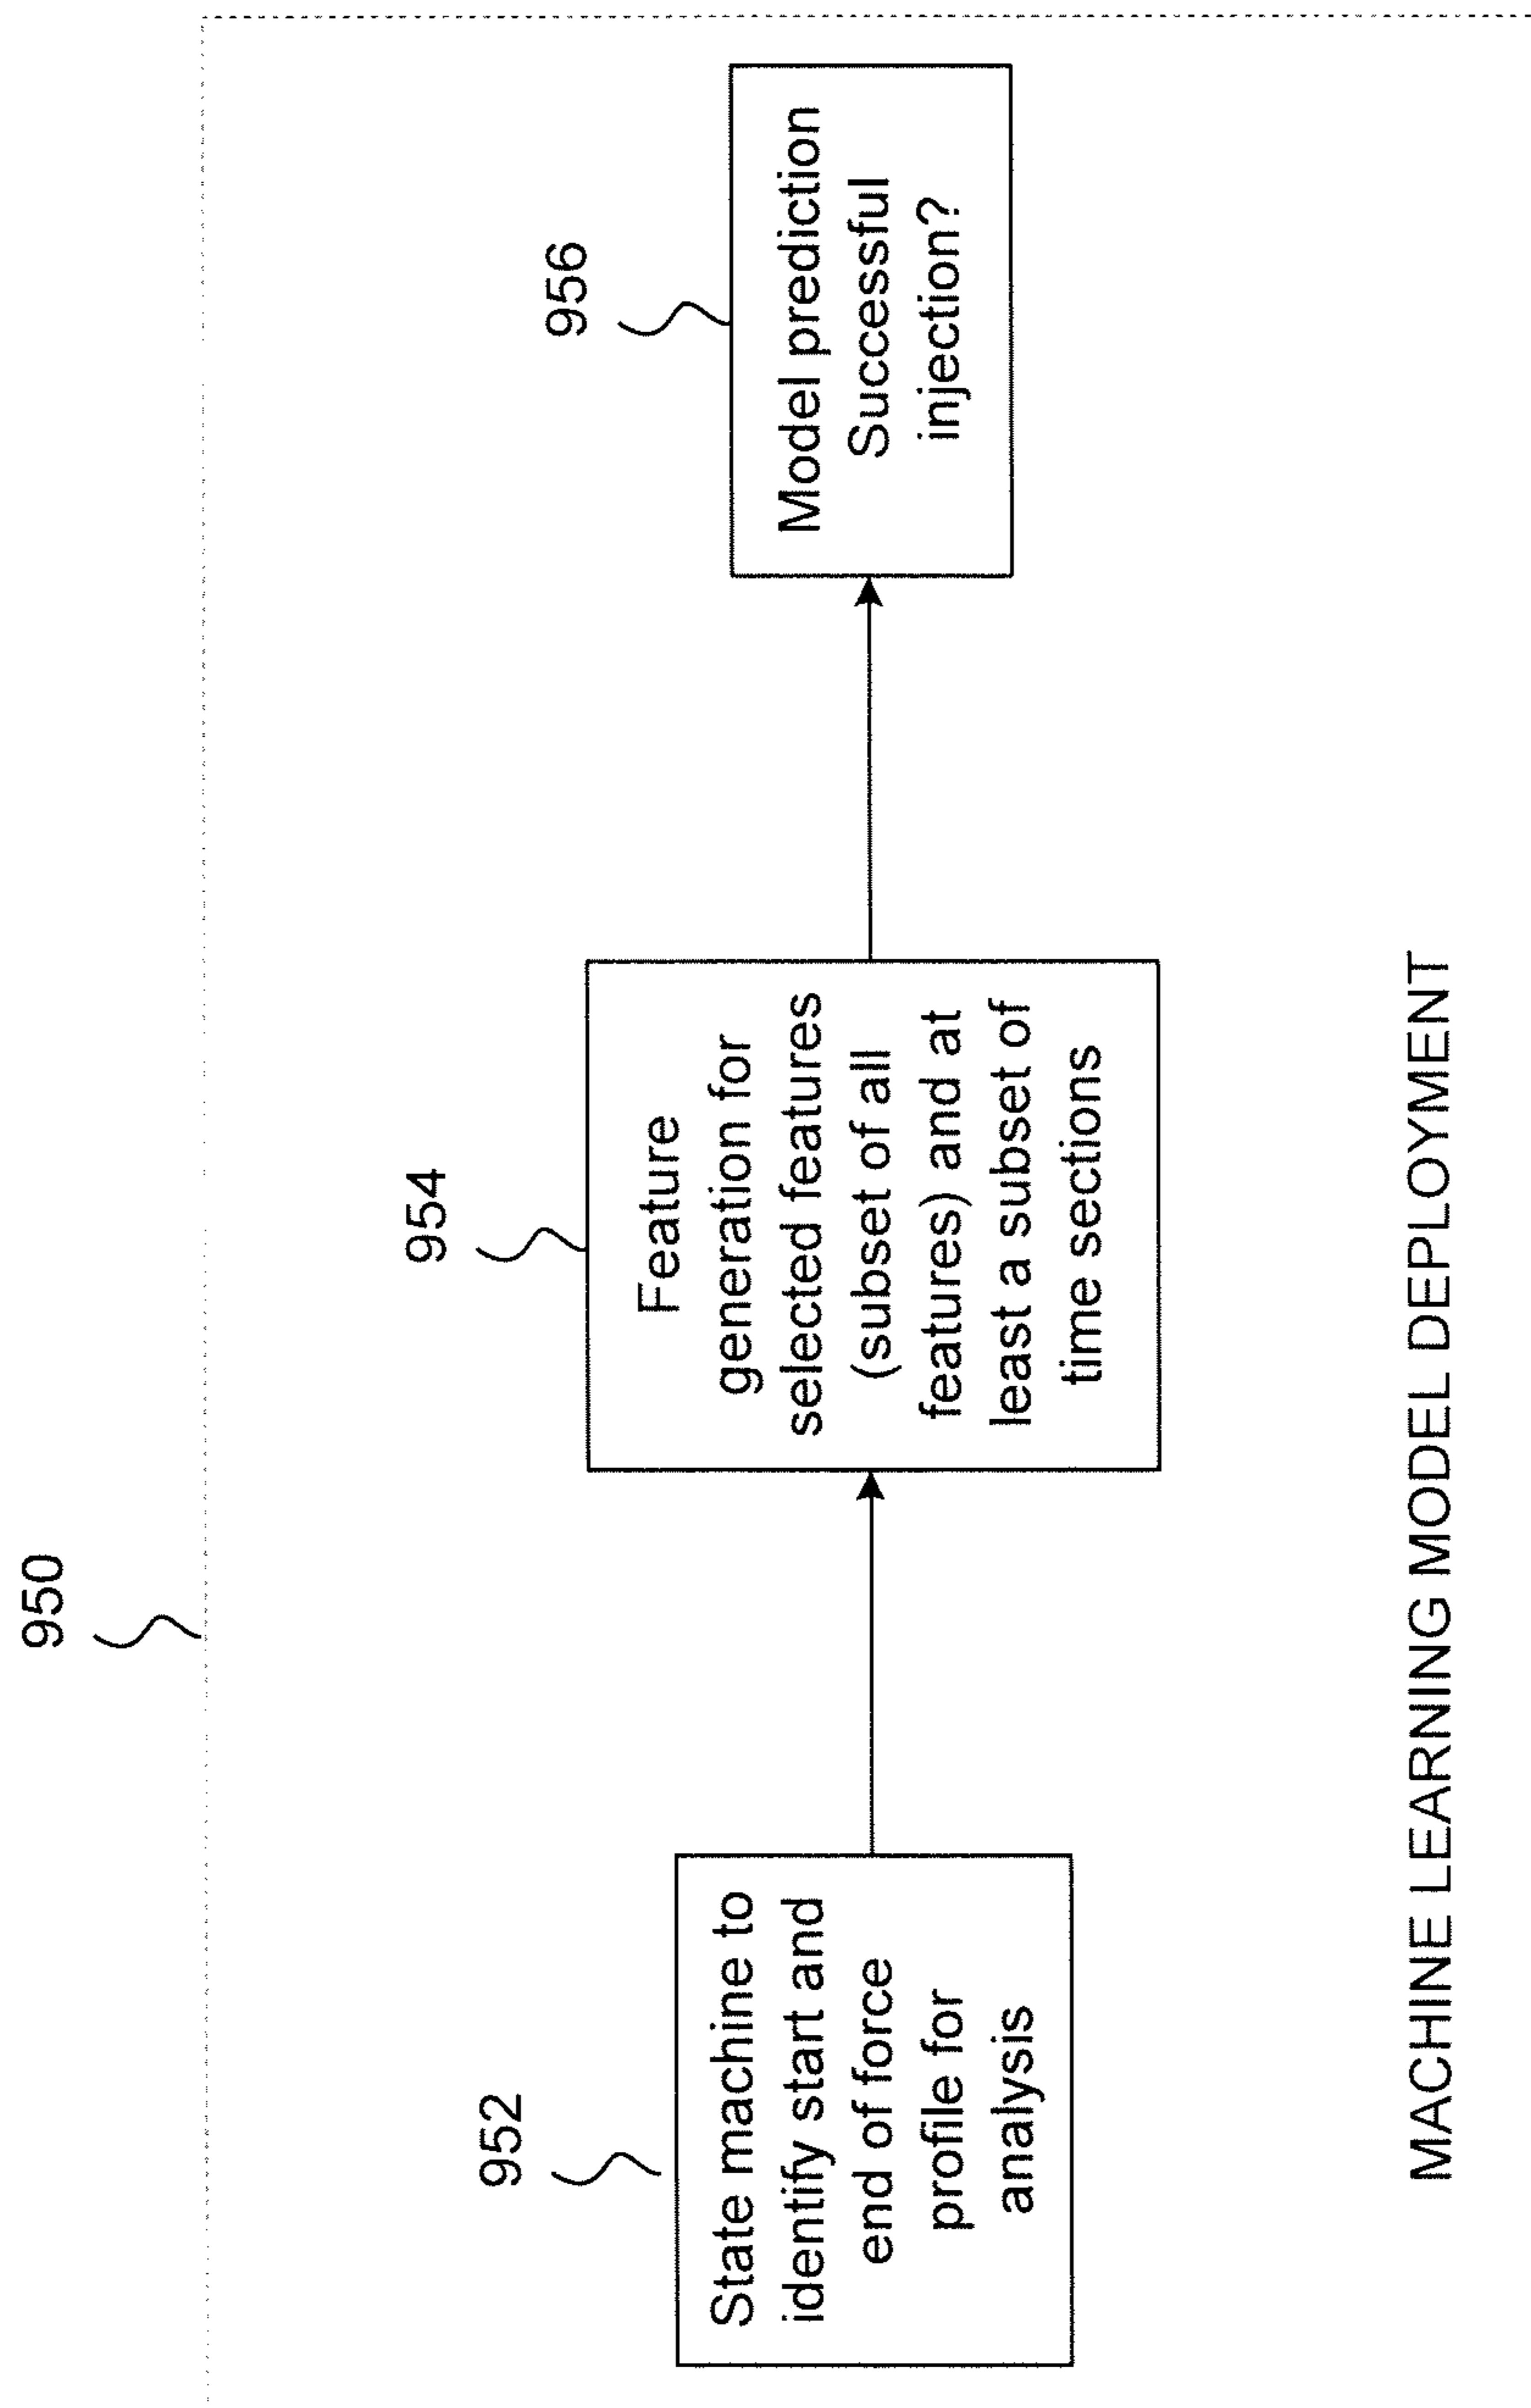 950
952
State machine to
identify start and
end of force
profile for
analysis
954
Feature
generation for
selected features
(subset of all
features) and at
least a subset of
time sections
956
Model prediction
Successful
injection?
MACHINE LEARNING MODEL DEPLOYMENT